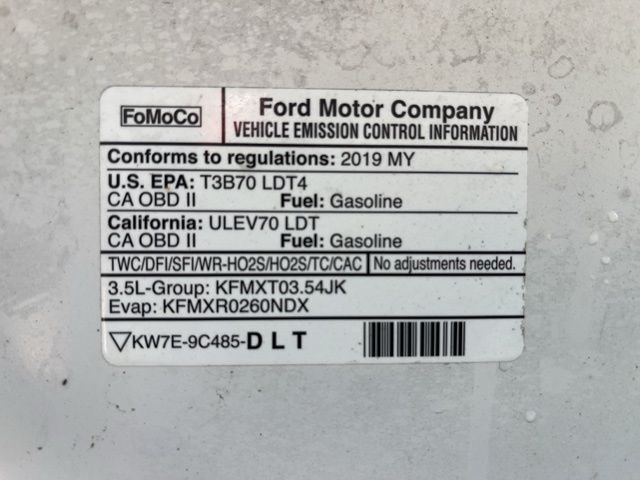 FoMoCo
Ford Motor Company
VEHICLE EMISSION CONTROL INFORMATION
Conforms to regulations: 2019 MY
U.S. EPA: T3B70 LDT4
CA OBD II Fuel: Gasoline
California: ULEV70 LDT
CA OBD II Fuel: Gasoline
TWC/DFI/SFI/WR-HO2S/HO2S/TC/CAC No adjustments needed.
3.5L-Group: KFMXT03.54JK
Evap: KFMXR0260NDX
▽KW7E-9C485-D L T